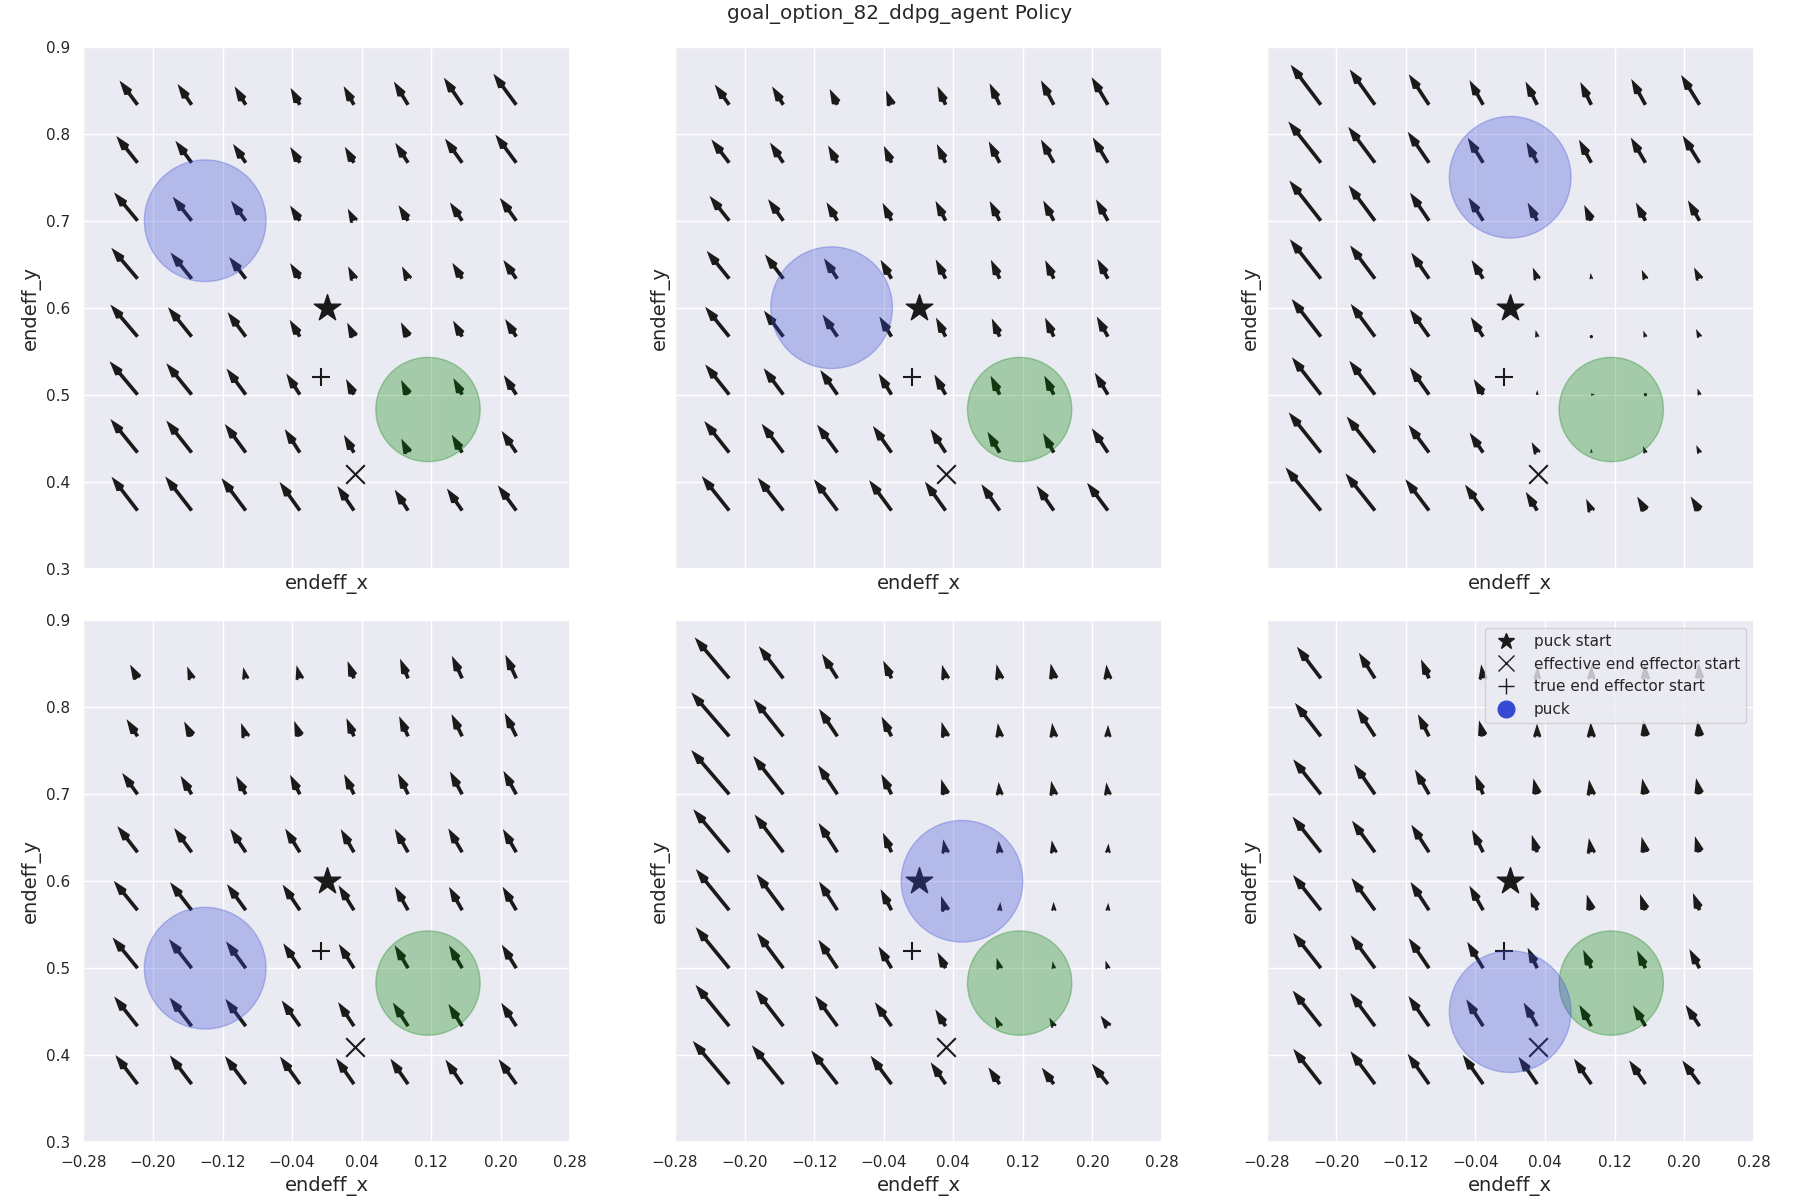 goal_option_82_ddpg_agent Policy
0.9
0.8
0.7
0.6
0.5
0.4
0.3
endeff_y
endeff_x
endeff_y
endeff_x
endeff_y
endeff_x
0.9
0.8
0.7
0.6
0.5
0.4
0.3
endeff_y
−0.28 −0.20 −0.12 −0.04 0.04 0.12 0.20 0.28
endeff_x
endeff_y
−0.28 −0.20 −0.12 −0.04 0.04 0.12 0.20 0.28
endeff_x
puck start
effective end effector start
true end effector start
puck
endeff_y
−0.28 −0.20 −0.12 −0.04 0.04 0.12 0.20 0.28
endeff_x